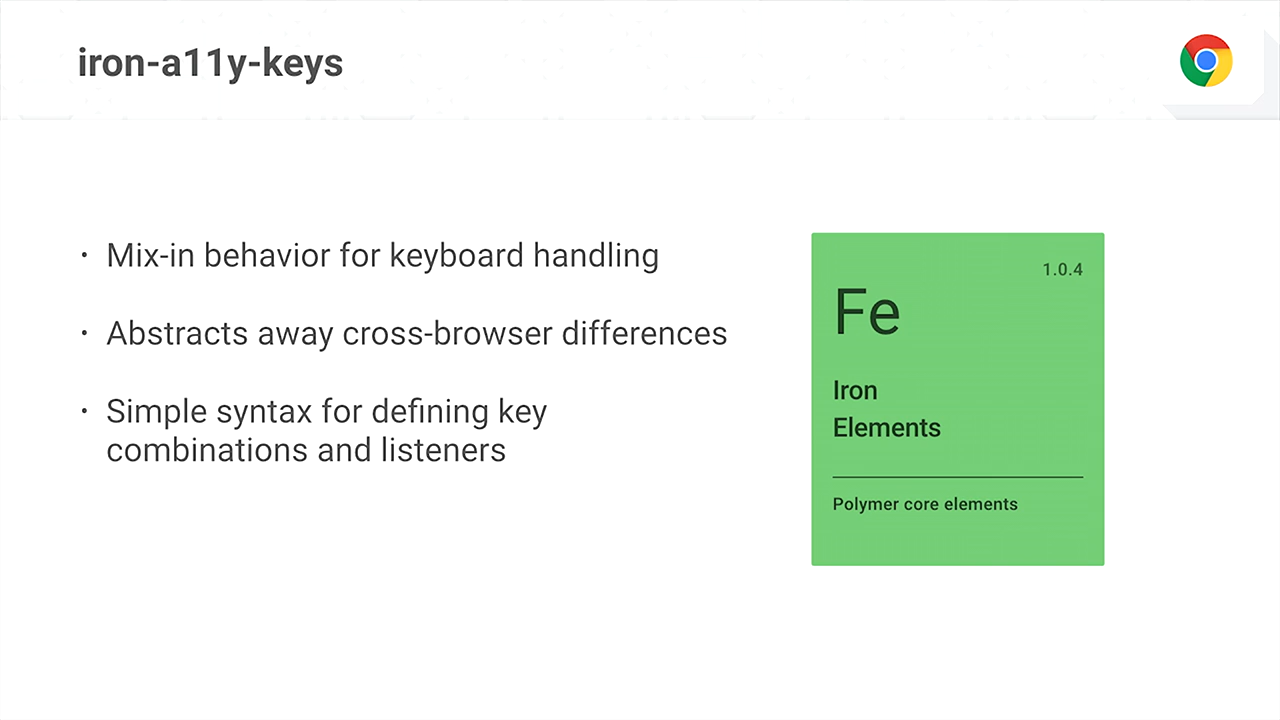 iron-a11y-keys
· Mix-in behavior for keyboard handling
· Abstracts away cross-browser differences
· Simple syntax for defining key
combinations and listeners
1.0.4
Fe
Iron
Elements
Polymer core elements